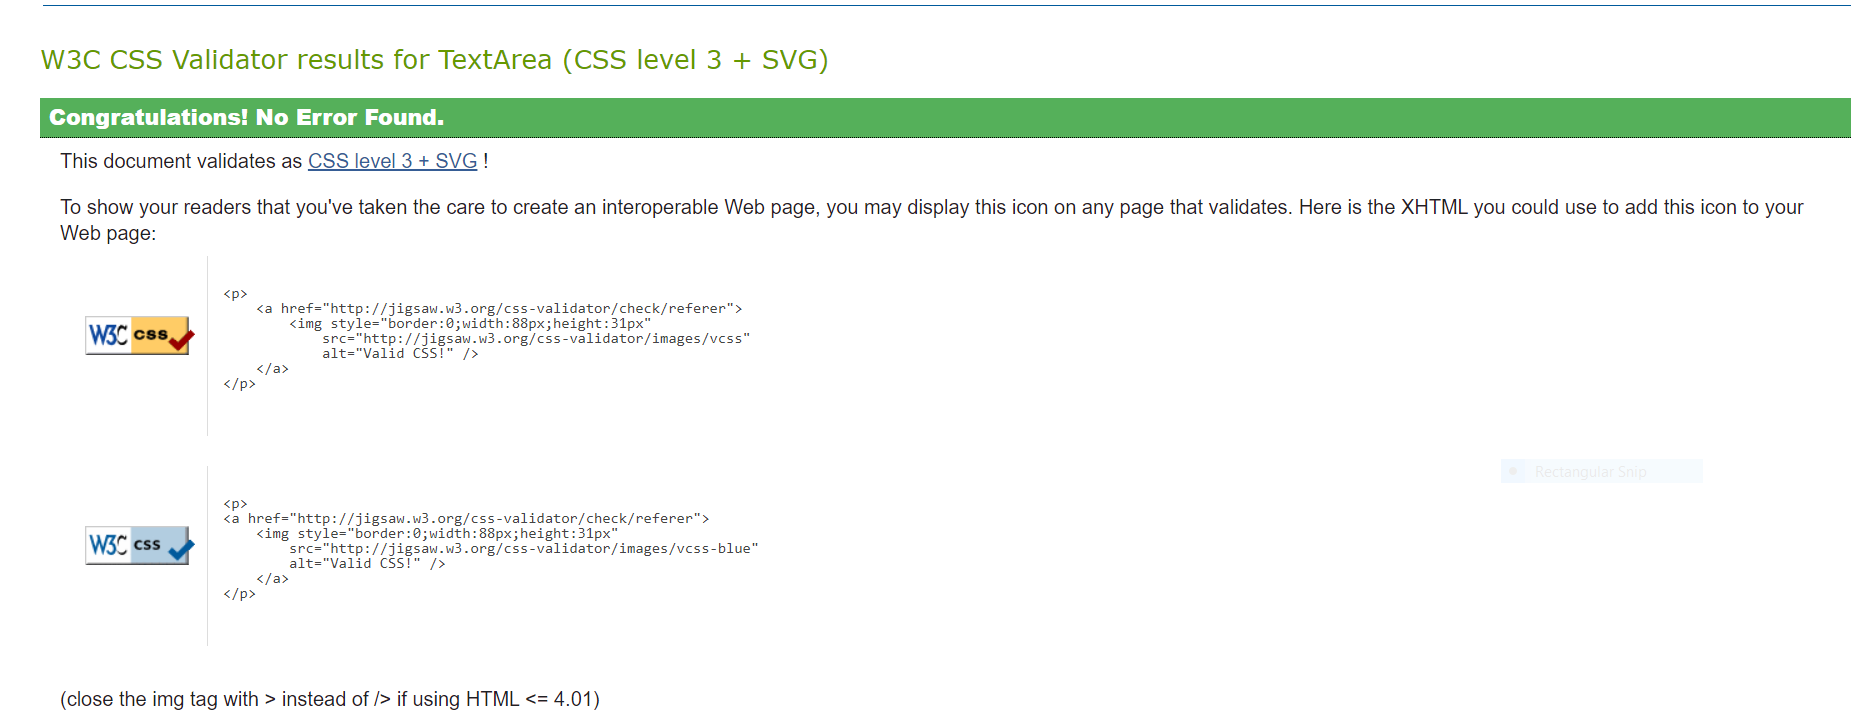 W3C CSS Validator results for TextArea (CSS level 3 + SVG)
Congratulations! No Error Found.
This document validates as CSS level 3 + SVG !
To show your readers that you've taken the care to create an interoperable Web page, you may display this icon on any page that validates. Here is the XHTML you could use to add this icon to your
Web page:
<p>
    <a href="http://jigsaw.w3.org/css-validator/check/referer">
        <img style="border:0;width:88px;height:31px"
            src="http://jigsaw.w3.org/css-validator/images/vcss"
            alt="Valid CSS!" />
    </a>
</p>
W3C css
Rectangular Snip
<p>
<a href="http://jigsaw.w3.org/css-validator/check/referer">
    <img style="border:0;width:88px;height:31px"
        src="http://jigsaw.w3.org/css-validator/images/vcss-blue"
        alt="Valid CSS!" />
    </a>
</p>
W3C css
(close the img tag with > instead of /> if using HTML <= 4.01)